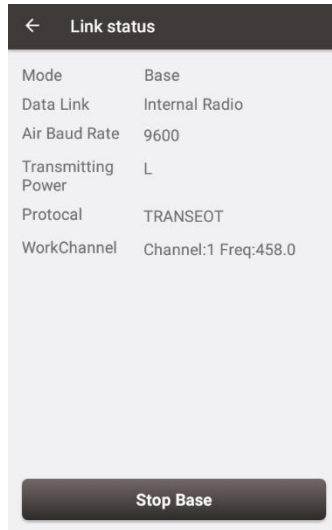 Link status
Mode Base
Data Link Internal Radio
Air Baud Rate 9600
Transmitting L
Power
Protocal TRANSEOT
WorkChannel Channel:1 Freq:458.0
Stop Base